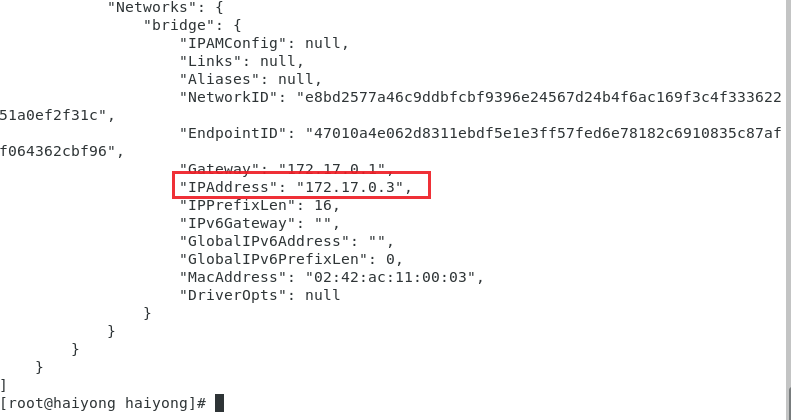 "Networks": {
                "bridge": {
                    "IPAMConfig": null,
                    "Links": null,
                    "Aliases": null,
                    "NetworkID": "e8bd2577a46c9ddbfcbf9396e24567d24b4f6ac169f3c4f333622
51a0ef2f31c",
                    "EndpointID": "47010a4e062d8311ebdf5e1e3ff57fed6e78182c6910835c87af
f064362cbf96",
                    "Gateway": "172.17.0.1",
                    "IPAddress": "172.17.0.3",
                    "IPPrefixLen": 16,
                    "IPv6Gateway": "",
                    "GlobalIPv6Address": "",
                    "GlobalIPv6PrefixLen": 0,
                    "MacAddress": "02:42:ac:11:00:03",
                    "DriverOpts": null
                }
            }
        }
    }
]
[root@haiyong haiyong]#